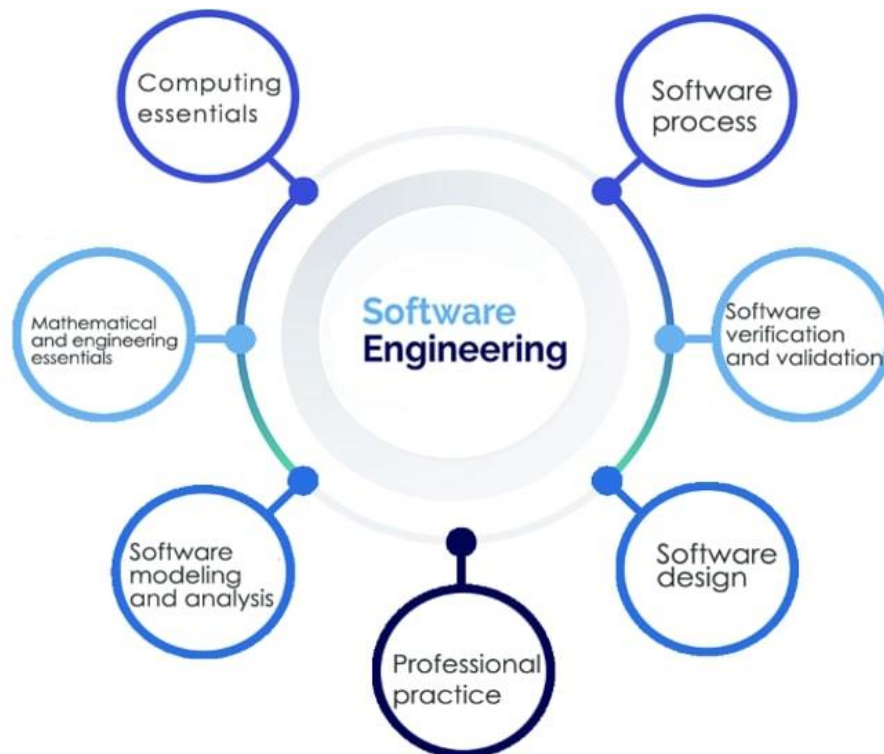 Computing
essentials
Software
process
Mathematical
and engineering
essentials
Software
Engineering
Software
verification
and validation
Software
modeling
and analysis
Software
design
Professional
practice